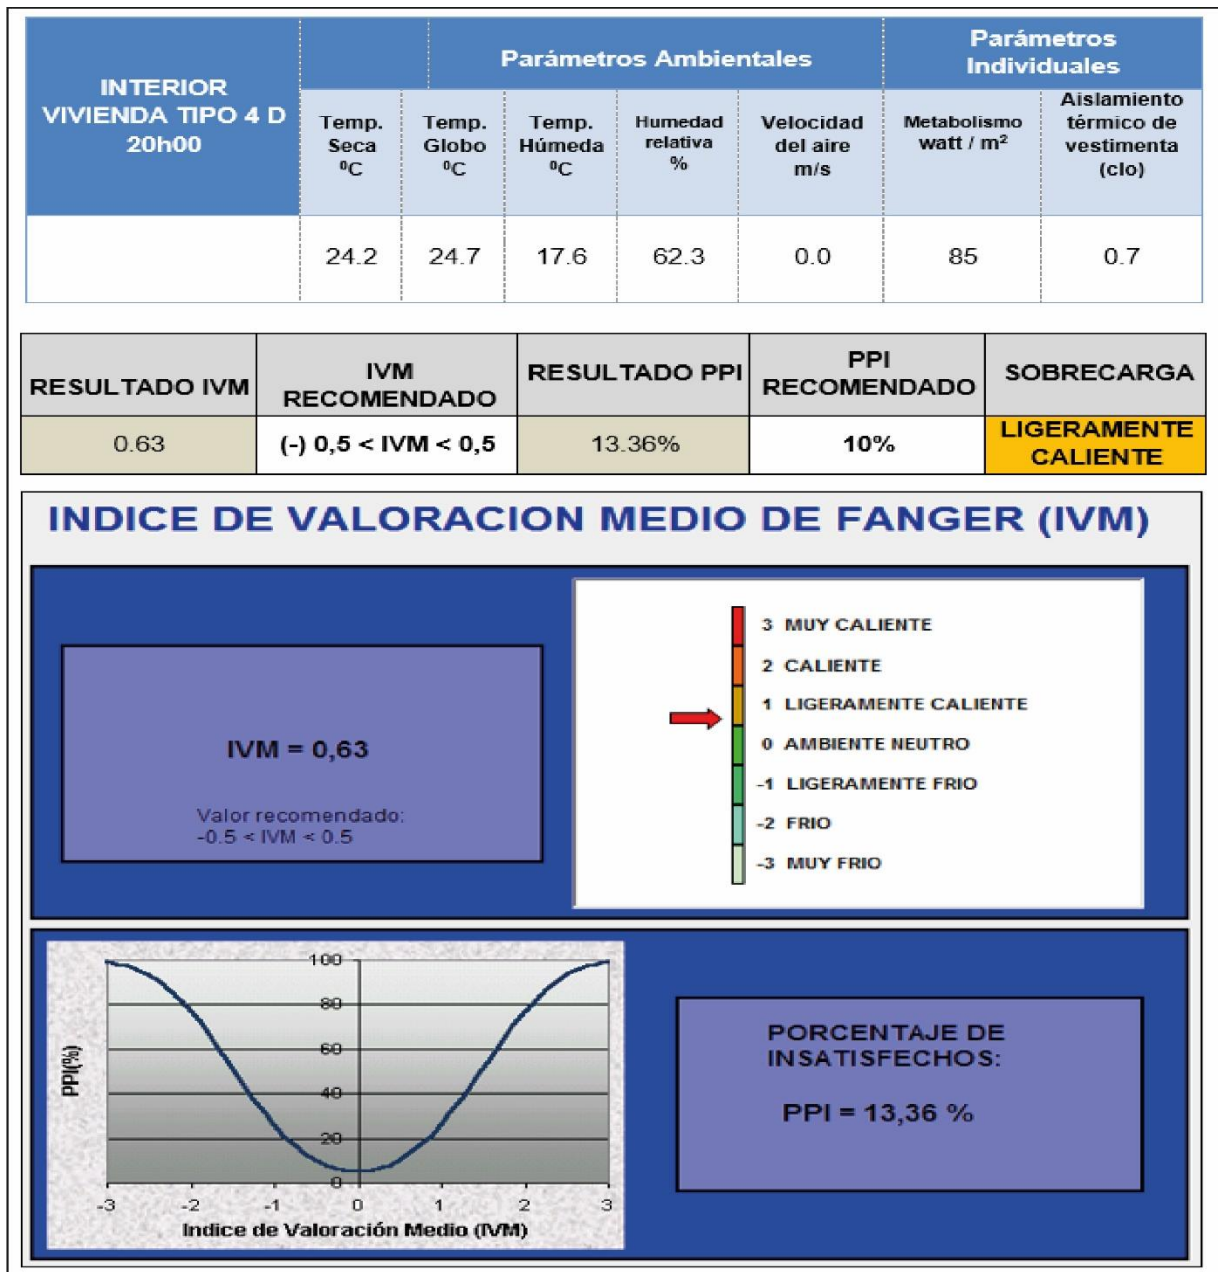 INTERIOR
VIVIENDA TIPO 4 D
20h00
Parámetros Ambientales
Parámetros
Individuales
Temp.
Seca
⁰C
Temp.
Globo
⁰C
Temp.
Húmeda
⁰C
Humedad
relativa
%
Velocidad
del aire
m/s
Metabolismo
watt / m²
Aislamiento
térmico de
vestimenta
(clo)
24.2 24.7 17.6 62.3 0.0 85 0.7
RESULTADO IVM
IVM
RECOMENDADO
RESULTADO PPI
PPI
RECOMENDADO
SOBRECARGA
0.63
(-) 0,5 < IVM < 0,5
13.36%
10%
LIGERAMENTE
CALIENTE
INDICE DE VALORACION MEDIO DE FANGER (IVM)
IVM = 0,63
Valor recomendado:
-0.5 < IVM < 0.5
3 MUY CALIENTE
2 CALIENTE
1 LIGERAMENTE CALIENTE
0 AMBIENTE NEUTRO
-1 LIGERAMENTE FRIO
-2 FRIO
-3 MUY FRIO
PPI(%)
100
80
60
40
20
0
-3 -2 -1 0 1 2 3
Indice de Valoración Medio (IVM)
PORCENTAJE DE
INSATISFECHOS:
PPI = 13,36 %